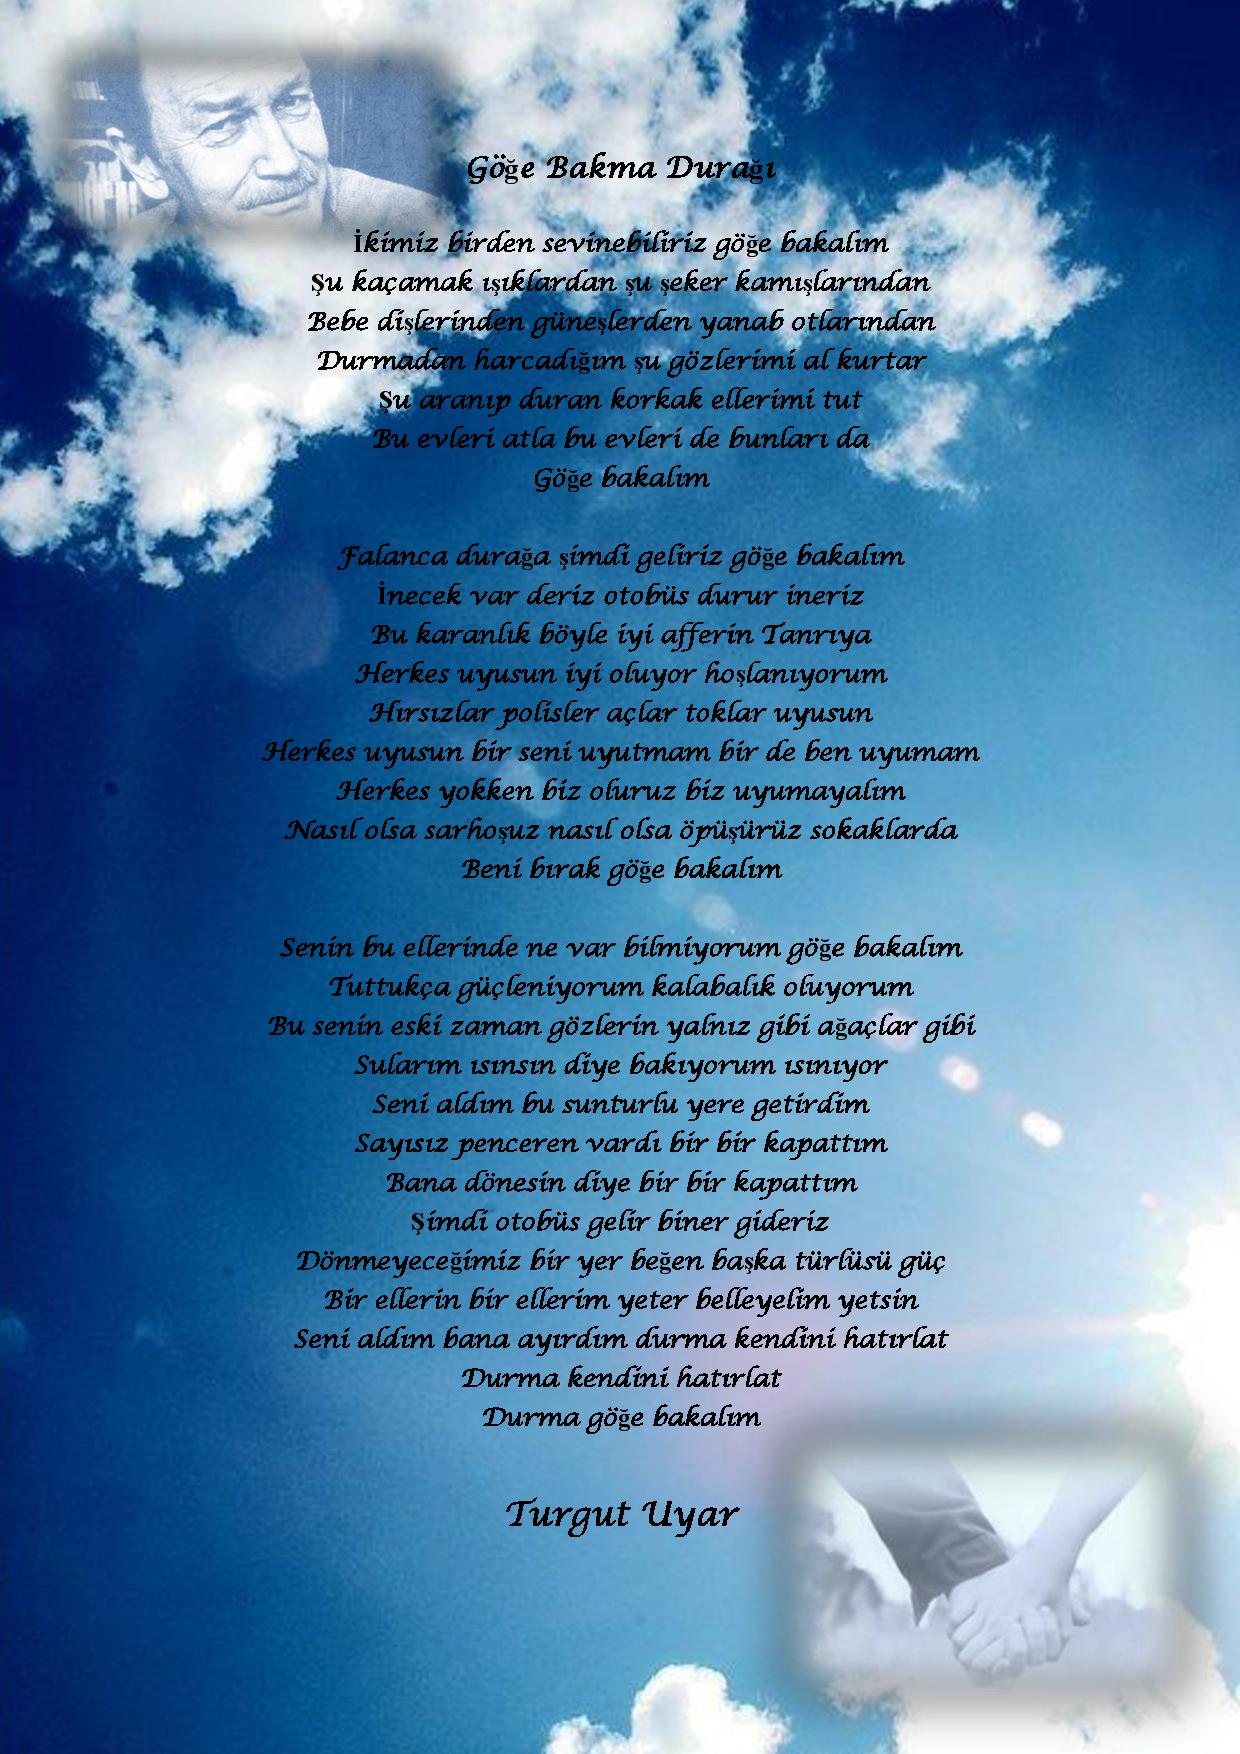 Göğe Bakma Durağı
İkimiz birden sevinebiliriz göğe bakalım
Şu kaçamak ışıklardan şu şeker kamışlarından
Bebe dişlerinden güneşlerden yanab otlarından
Durmadan harcadığım şu gözlerimi al kurtar
Şu aranıp duran korkak ellerimi tut
Bu evleri atla bu evleri de bunları da
Göğe bakalım
Falanca durağa şimdi geliriz göğe bakalım
İnecek var deriz otobüs durur ineriz
Bu karanlık böyle iyi afferin Tanrıya
Herkes uyusun iyi oluyor hoşlanıyorum
Hırsızlar polisler açlar toklar uyusun
Herkes uyusun bir seni uyutmam bir de ben uyumam
Herkes yokken biz oluruz biz uyumayalım
Nasıl olsa sarhoşuz nasıl olsa öpüşürüz sokaklarda
Beni bırak göğe bakalım
Senin bu ellerinde ne var bilmiyorum göğe bakalım
Tuttukça güçleniyorum kalabalık oluyorum
Bu senin eski zaman gözlerin yalnız gibi ağaçlar gibi
Sularım ısınsın diye bakıyorum ısınıyor
Seni aldım bu sunturlu yere getirdim
Sayısız penceren vardı bir bir kapattım
Bana dönesin diye bir bir kapattım
Şimdi otobüs gelir biner gideriz
Dönmeyeceğimiz bir yer beğen başka türlüsü güç
Bir ellerin bir ellerim yeter belleyelim yetsin
Seni aldım bana ayırdım durma kendini hatırlat
Durma kendini hatırlat
Durma göğe bakalım
Turgut Uyar